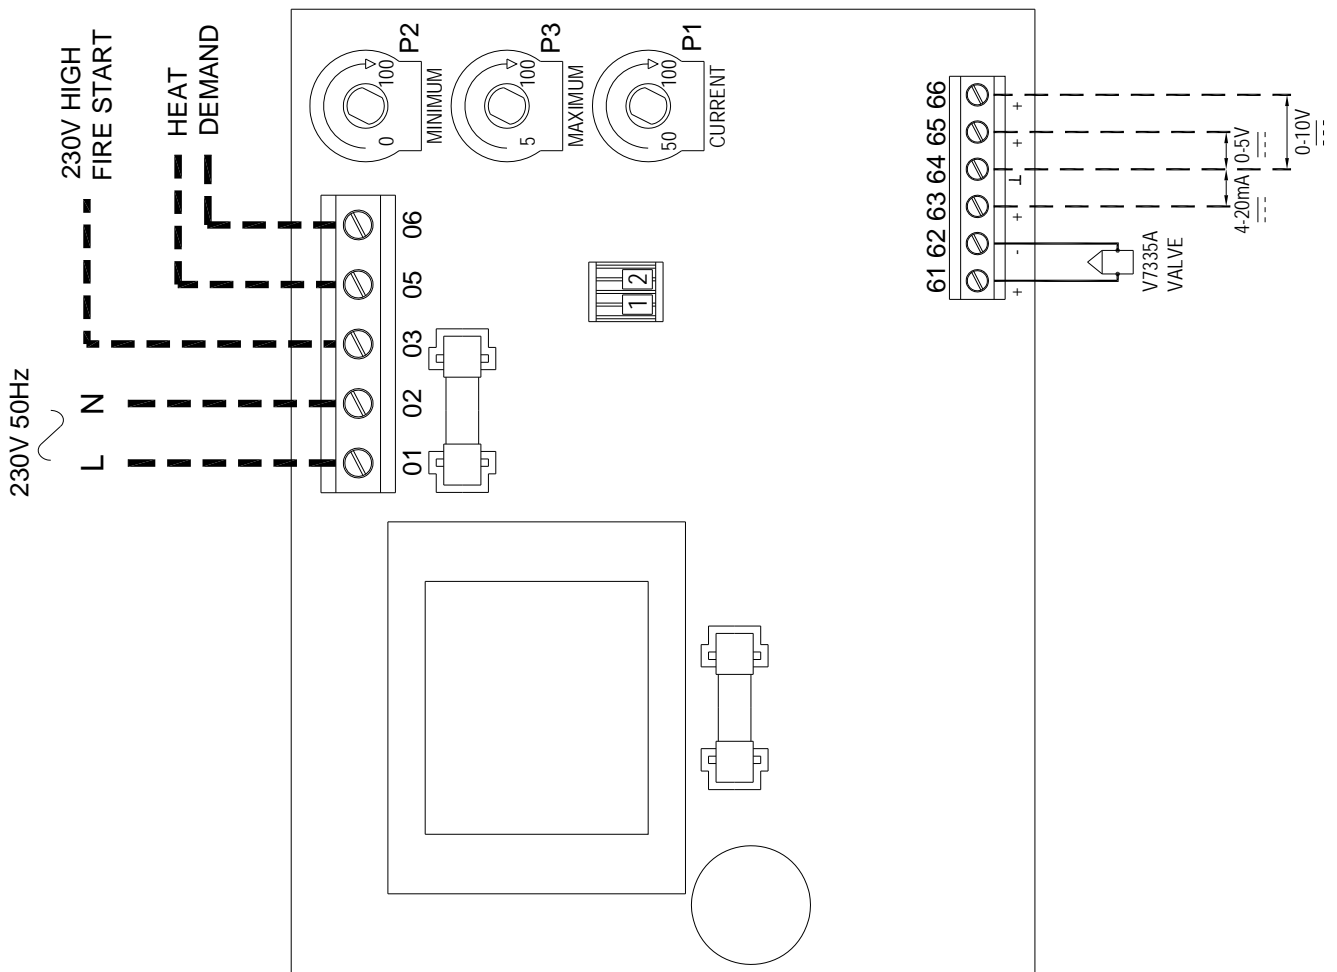 230V 50Hz
L
N
230V HIGH
FIRE START
HEAT
DEMAND
01
02
03
05
06
P2
0
100
MINIMUM
P3
5
100
MAXIMUM
P1
50
100
CURRENT
1 2
61 62 63 64 65 66
+
-
+
⊥
+
+
V7335A
VALVE
4-20mA
0-5V
0-10V